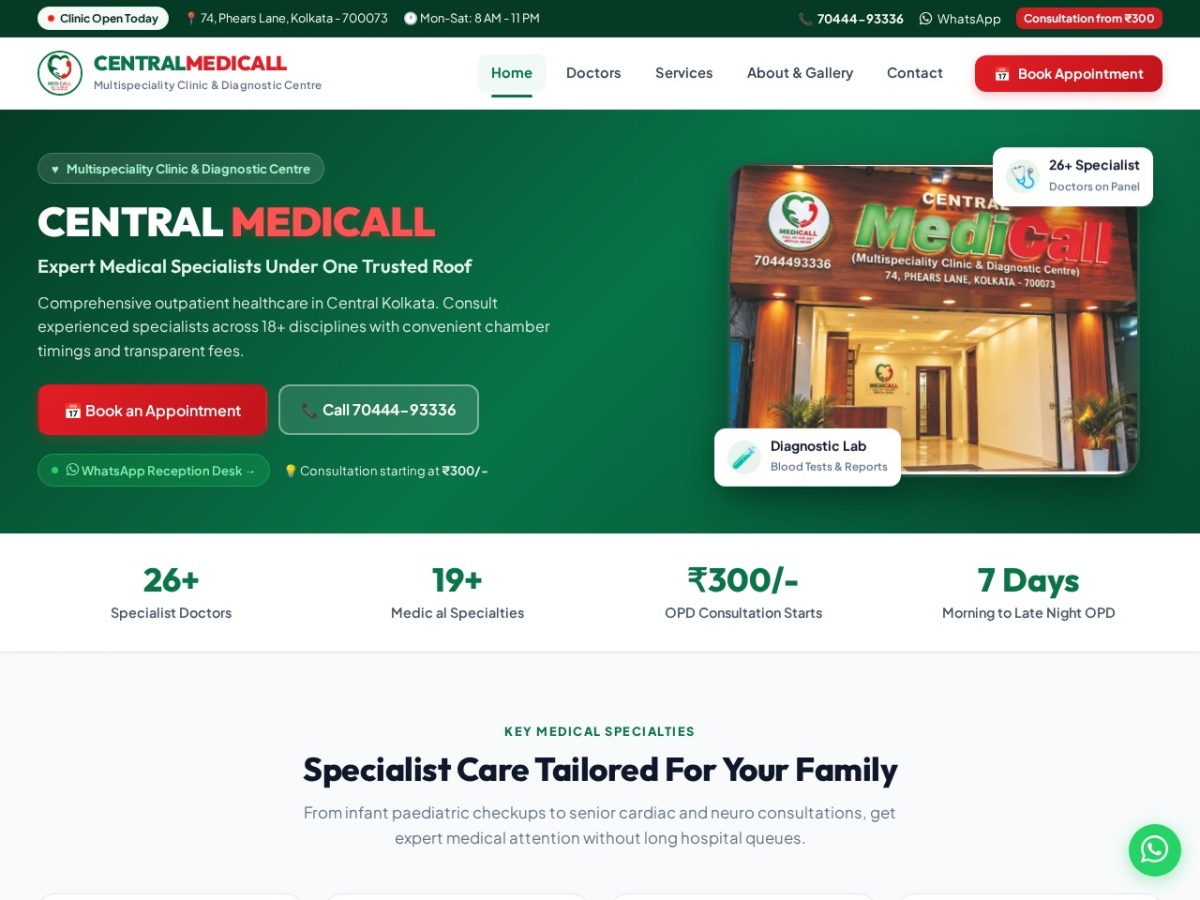 Clinic Open Today
74, Phears Lane, Kolkata - 700073
Mon-Sat: 8 AM - 11 PM
70444-93336
WhatsApp
Consultation from ₹300
CENTRALMEDICALL
Multispeciality Clinic & Diagnostic Centre
Home
Doctors
Services
About & Gallery
Contact
Book Appointment
Multispeciality Clinic & Diagnostic Centre
CENTRAL MEDICALL
Expert Medical Specialists Under One Trusted Roof
Comprehensive outpatient healthcare in Central Kolkata. Consult
experienced specialists across 18+ disciplines with convenient chamber
timings and transparent fees.
Book an Appointment
Call 70444-93336
WhatsApp Reception Desk →
Consultation starting at ₹300/-
26+ Specialist
Doctors on Panel
CENTRAL
MediCall
(Multispeciality Clinic & Diagnostic Centre)
74, PHEARS LANE, KOLKATA - 700073
MEDICALL
7044493336
MEDICALL
Diagnostic Lab
Blood Tests & Reports
26+
Specialist Doctors
19+
Medic al Specialties
₹300/-
OPD Consultation Starts
7 Days
Morning to Late Night OPD
KEY MEDICAL SPECIALTIES
Specialist Care Tailored For Your Family
From infant paediatric checkups to senior cardiac and neuro consultations, get
expert medical attention without long hospital queues.